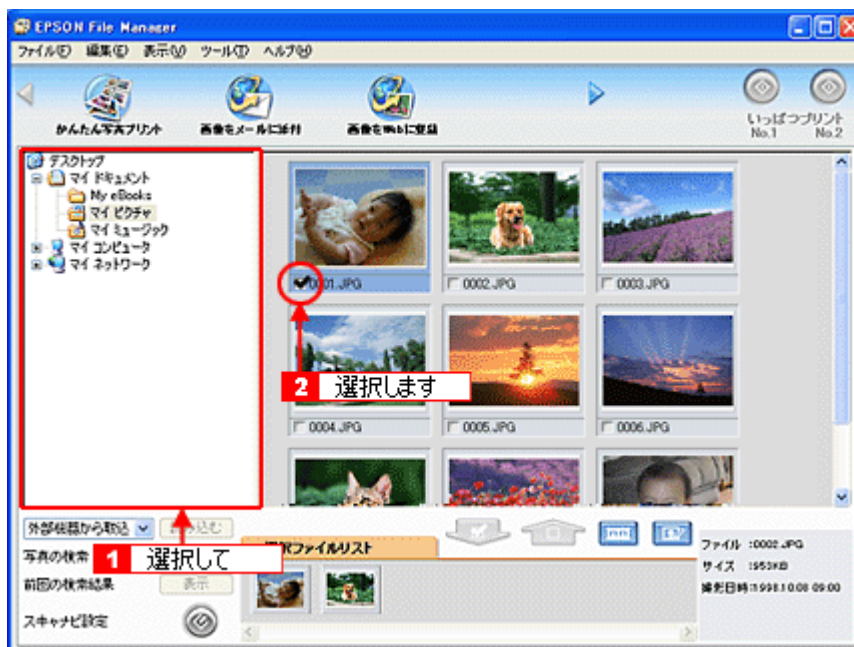 EPSON File Manager
ファイル(F) 編集(E) 表示(V) ツール(T) ヘルプ(H)
かんたん写真プリント 画像をメールに添付 画像をWebに登録
いっぱつプリント
No.1 No.2
デスクトップ
マイ ドキュメント
My eBooks
マイ ピクチャ
マイ ミュージック
マイ コンピュータ
マイ ネットワーク
0001.JPG 0002.JPG 0003.JPG
2 選択します
0004.JPG 0005.JPG 0006.JPG
外部機器から取込 込む
写真の検索
1 選択して
択ファイルリスト
前回の検索結果 表示
スキャナビ設定
ファイル :0002.JPG
サイズ :953KB
撮影日時:1998.10.08 09:00